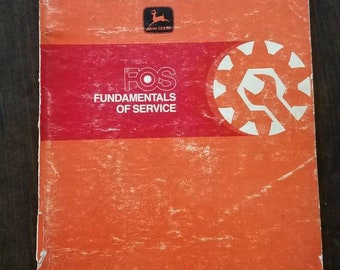 JOHN DEERE
FOS
FUNDAMENTALS
OF SERVICE